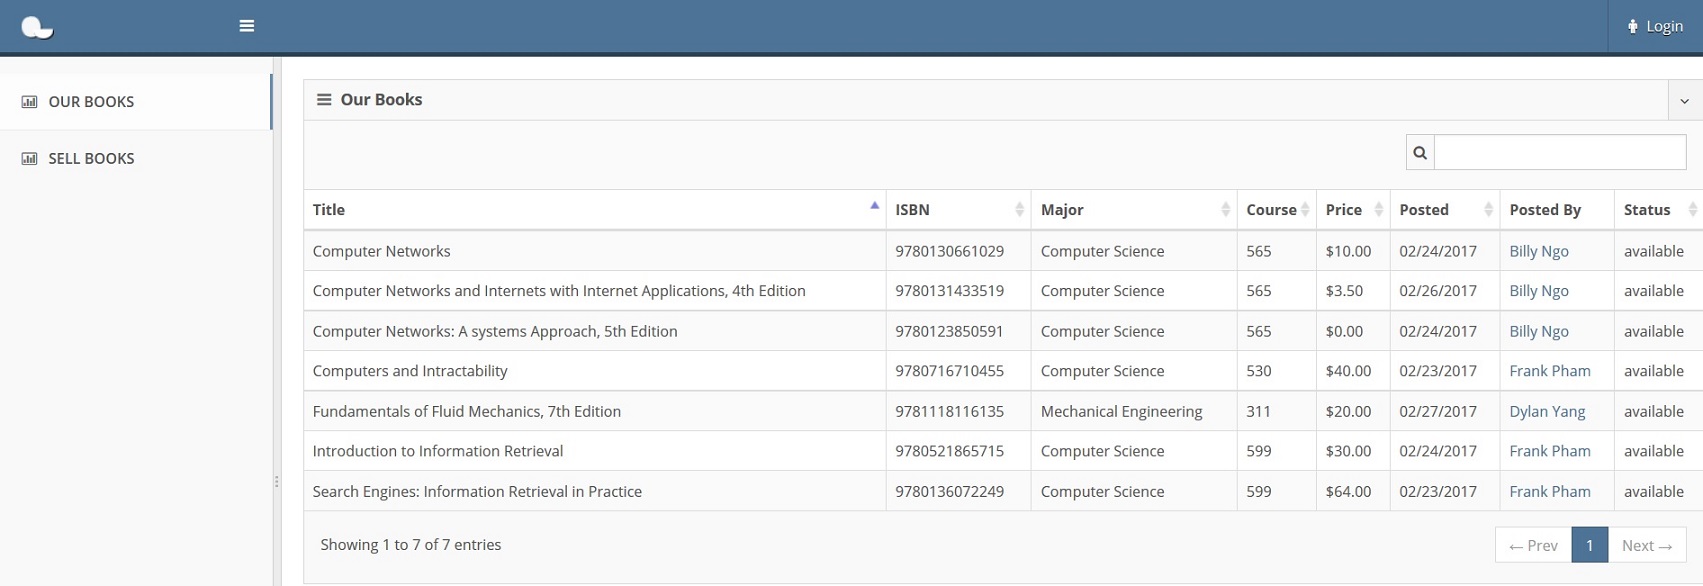 Login
OUR BOOKS
SELL BOOKS
Our Books
Title ISBN Major Course Price Posted Posted By Status
Computer Networks 9780130661029 Computer Science 565 $10.00 02/24/2017 Billy Ngo available
Computer Networks and Internets with Internet Applications, 4th Edition 9780131433519 Computer Science 565 $3.50 02/26/2017 Billy Ngo available
Computer Networks: A systems Approach, 5th Edition 9780123850591 Computer Science 565 $0.00 02/24/2017 Billy Ngo available
Computers and Intractability 9780716710455 Computer Science 530 $40.00 02/23/2017 Frank Pham available
Fundamentals of Fluid Mechanics, 7th Edition 9781118116135 Mechanical Engineering 311 $20.00 02/27/2017 Dylan Yang available
Introduction to Information Retrieval 9780521865715 Computer Science 599 $30.00 02/24/2017 Frank Pham available
Search Engines: Information Retrieval in Practice 9780136072249 Computer Science 599 $64.00 02/23/2017 Frank Pham available
Showing 1 to 7 of 7 entries
← Prev 1 Next →